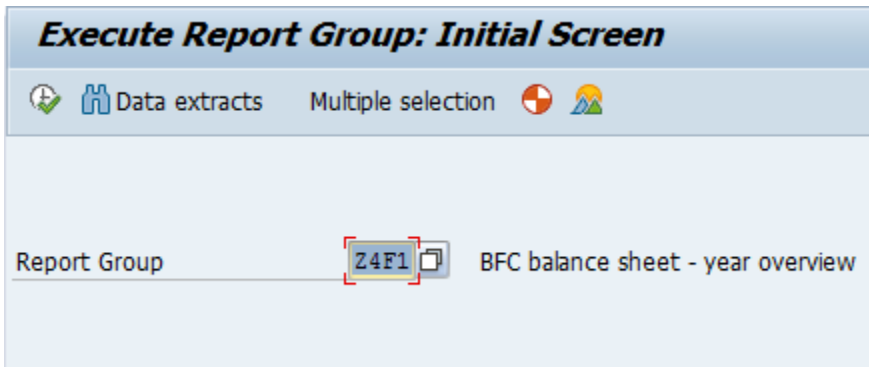 Execute Report Group: Initial Screen
Data extracts Multiple selection
Report Group Z4F1 BFC balance sheet - year overview